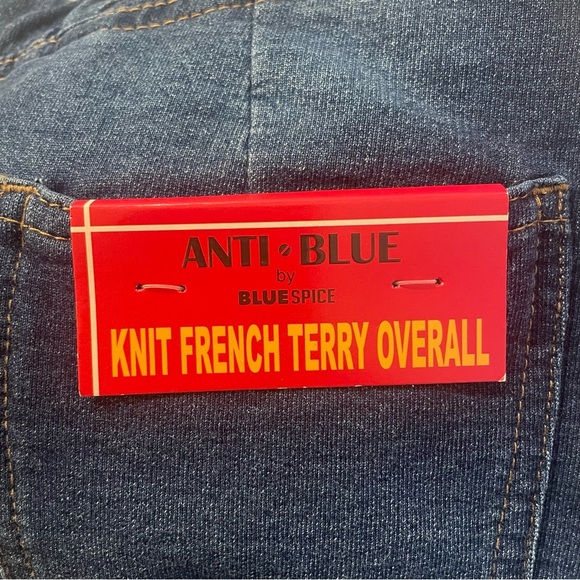 ANTI • BLUE
by
BLUESPICE
KNIT FRENCH TERRY OVERALL